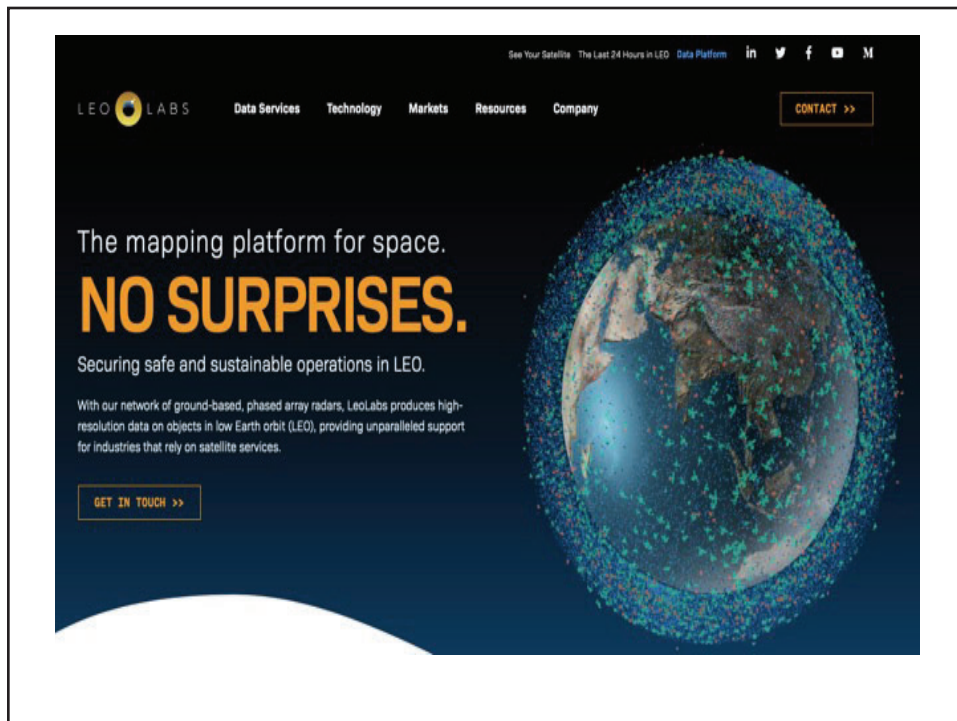 See Your Satellite The Last 24 Hours in LEO Data Platform
LEO LABS Data Services Technology Markets Resources Company CONTACT >>
The mapping platform for space.
NO SURPRISES.
Securing safe and sustainable operations in LEO.
With our network of ground-based, phased array radars, LeoLabs produces high-
resolution data on objects in low Earth orbit (LEO), providing unparalleled support
for industries that rely on satellite services.
GET IN TOUCH >>